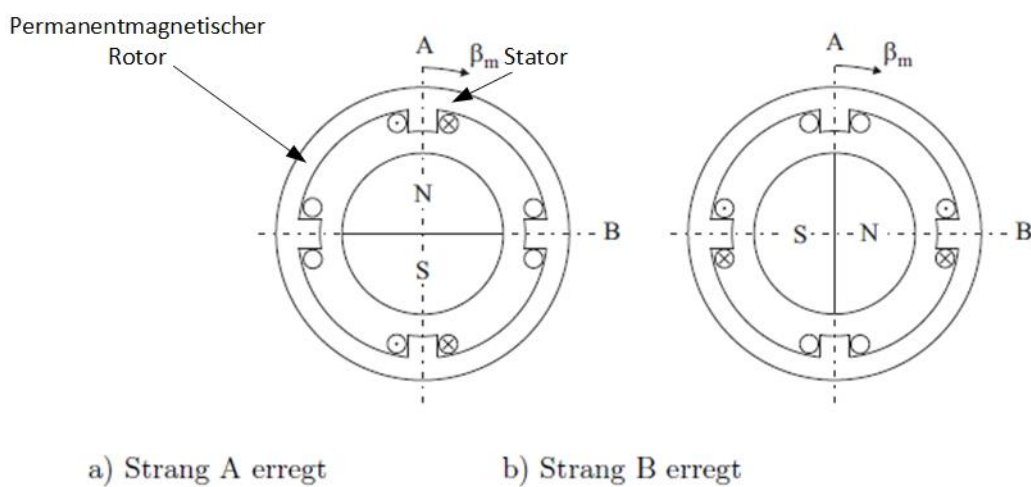 Permanentmagnetischer
Rotor
A
βm Stator
N
S
B
A
βm
S N
B
a) Strang A erregt
b) Strang B erregt